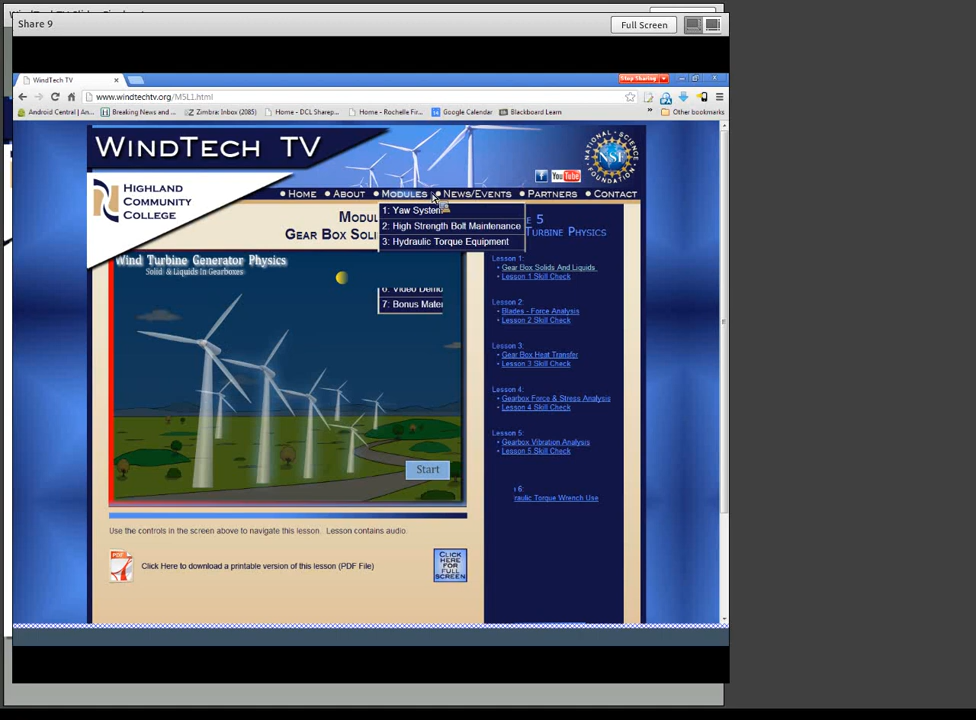 Share 9
Full Screen
WindTech TV
Stop Sharing
www.windtechtv.org/M5L1.html
Android Central | An...
Breaking News and ...
Zimbra: Inbox (2085)
Home - DCL Sharep...
Home - Rochelle Fir...
Google Calendar
Blackboard Learn
Other bookmarks
WINDTECH TV
NATIONAL SCIENCE FOUNDATION
NSF
HIGHLAND
COMMUNITY
COLLEGE
f
YouTube
HOME
ABOUT
MODULES
NEWS/EVENTS
PARTNERS
CONTACT
1: Yaw System
2: High Strength Bolt Maintenance
3: Hydraulic Torque Equipment
7: Bonus Mate
MODUL
GEAR BOX SOLI
Wind Turbine Generator Physics
Solid & Liquids In Gearboxes
Start
E 5
TURBINE PHYSICS
Lesson 1:
• Gear Box Solids And Liquids
• Lesson 1 Skill Check
Lesson 2:
• Blades - Force Analysis
• Lesson 2 Skill Check
Lesson 3:
• Gear Box Heat Transfer
• Lesson 3 Skill Check
Lesson 4:
• Gearbox Force & Stress Analysis
• Lesson 4 Skill Check
Lesson 5:
• Gearbox Vibration Analysis
• Lesson 5 Skill Check
6:
raulic Torque Wrench Use
Use the controls in the screen above to navigate this lesson. Lesson contains audio.
PDF
Click Here to download a printable version of this lesson (PDF File)
CLICK
HERE
FOR
FULL
SCREEN